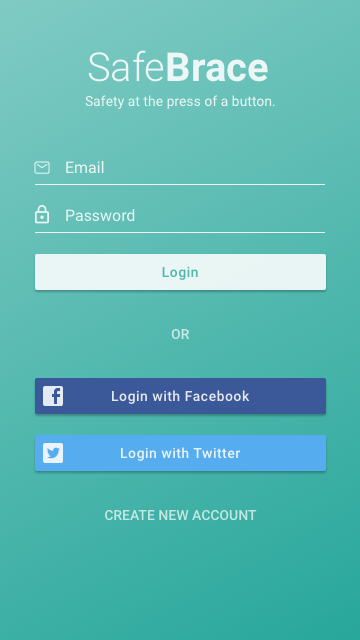 SafeBrace
Safety at the press of a button.
Email
Password
Login
OR
Login with Facebook
Login with Twitter
CREATE NEW ACCOUNT